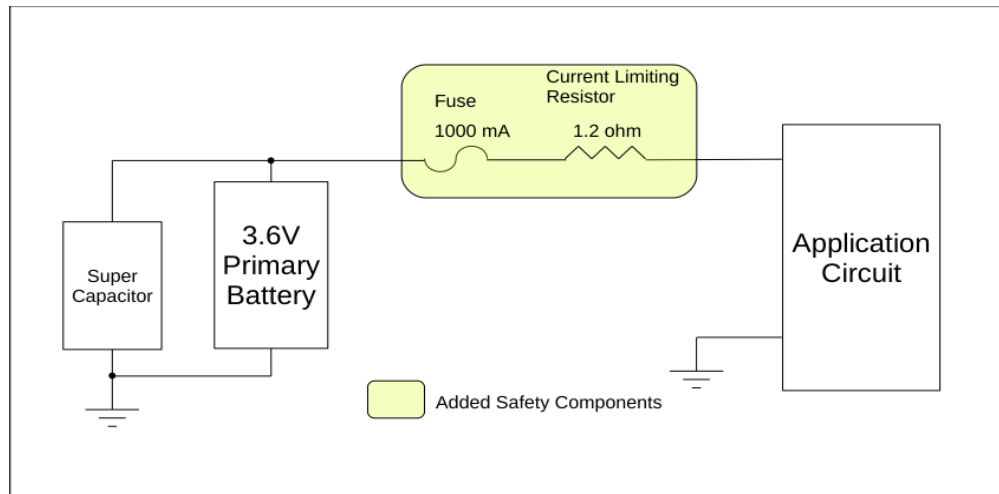 Current Limiting
Resistor
Fuse
1000 mA
1.2 ohm
3.6V
Primary
Battery
Super
Capacitor
Application
Circuit
Added Safety Components